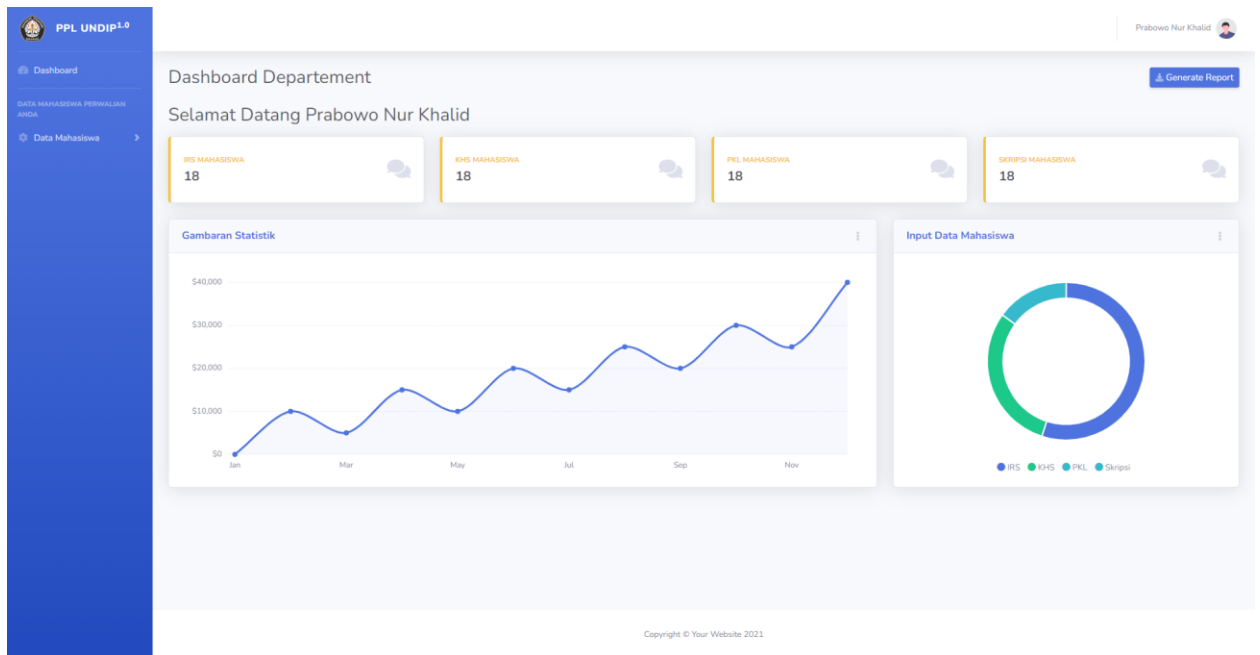 PPL UNDIP1.0
Prabowo Nur Khalid
Dashboard
DATA MAHASISWA PERWALIAN
ANDA
Data Mahasiswa
Dashboard Departement
Generate Report
Selamat Datang Prabowo Nur Khalid
IRS MAHASISWA
18
KHS MAHASISWA
18
PKL MAHASISWA
18
SKRIPSI MAHASISWA
18
Gambaran Statistik
$40,000
$30,000
$20,000
$10,000
$0
Jan Mar May Jul Sep Nov
Input Data Mahasiswa
IRS KHS PKL Skripsi
Copyright © Your Website 2021